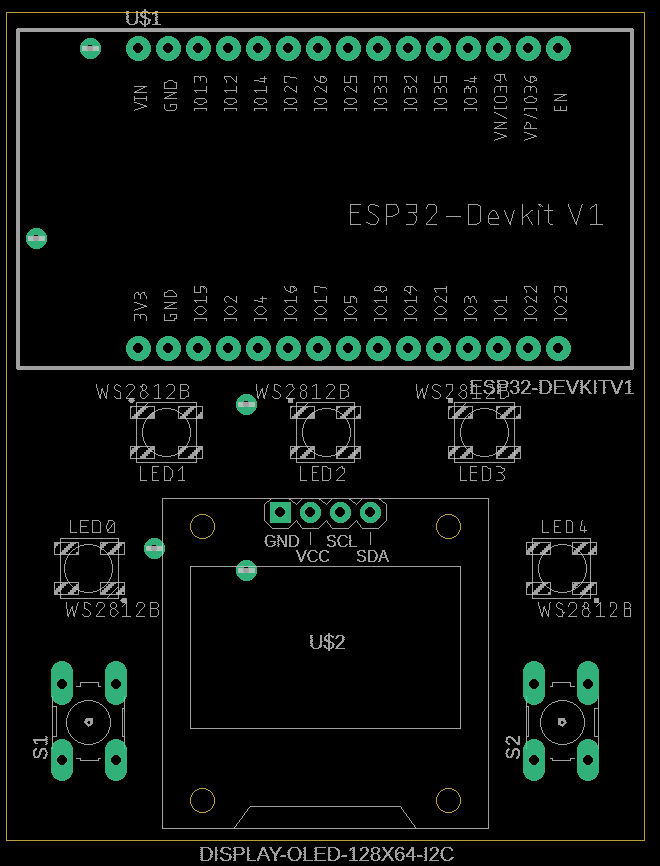 U$1
VIN GND IO13 IO12 IO14 IO27 IO26 IO25 IO33 IO32 IO35 IO34 VN/IO39 VP/IO36 EN
ESP32-Devkit V1
3V3 GND IO15 IO2 IO4 IO16 IO17 IO5 IO18 IO19 IO21 IO3 IO1 IO22 IO23
ESP32-DEVKITV1
WS2812B WS2812B WS2812B
LED1 LED2 LED3
LED0 LED4
GND SCL
VCC SDA
WS2812B WS2812B
U$2
S1 S2
DISPLAY-OLED-128X64-I2C